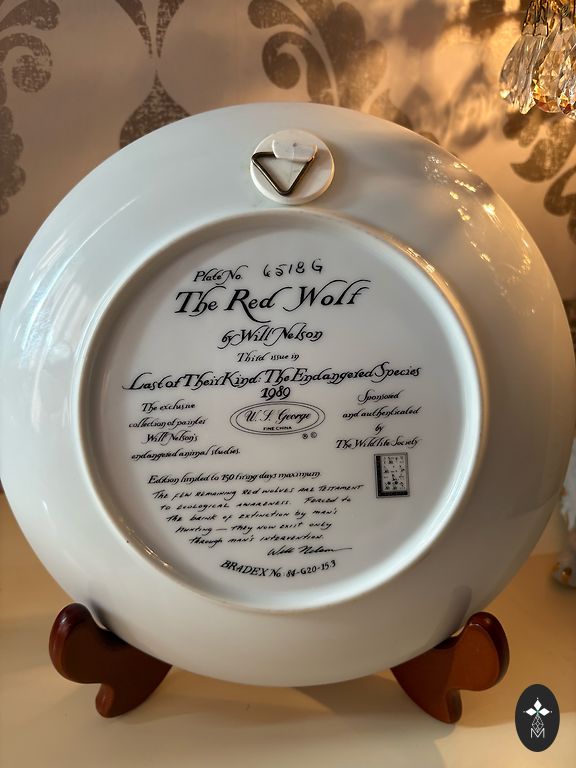 Plate No. 6518G
The Red Wolf
by Will Nelson
Third issue in
Last of Their Kind: The Endangered Species
1989
The exclusive
collection of painter
Will Nelson's
endangered animal studies.
W. S. George
FINE CHINA
® ©
Sponsored
and authenticated
by
The Wildlife Society
Edition limited to 150 firing days maximum
THE FEW REMAINING RED WOLVES ARE TESTAMENT
TO ECOLOGICAL AWARENESS. FORCED TO
THE BRINK OF EXTINCTION BY MAN'S
HUNTING — THEY NOW EXIST ONLY
THROUGH MAN'S INTERVENTION.
Will Nelson
BRADEX No. 84-G20-15.3
M